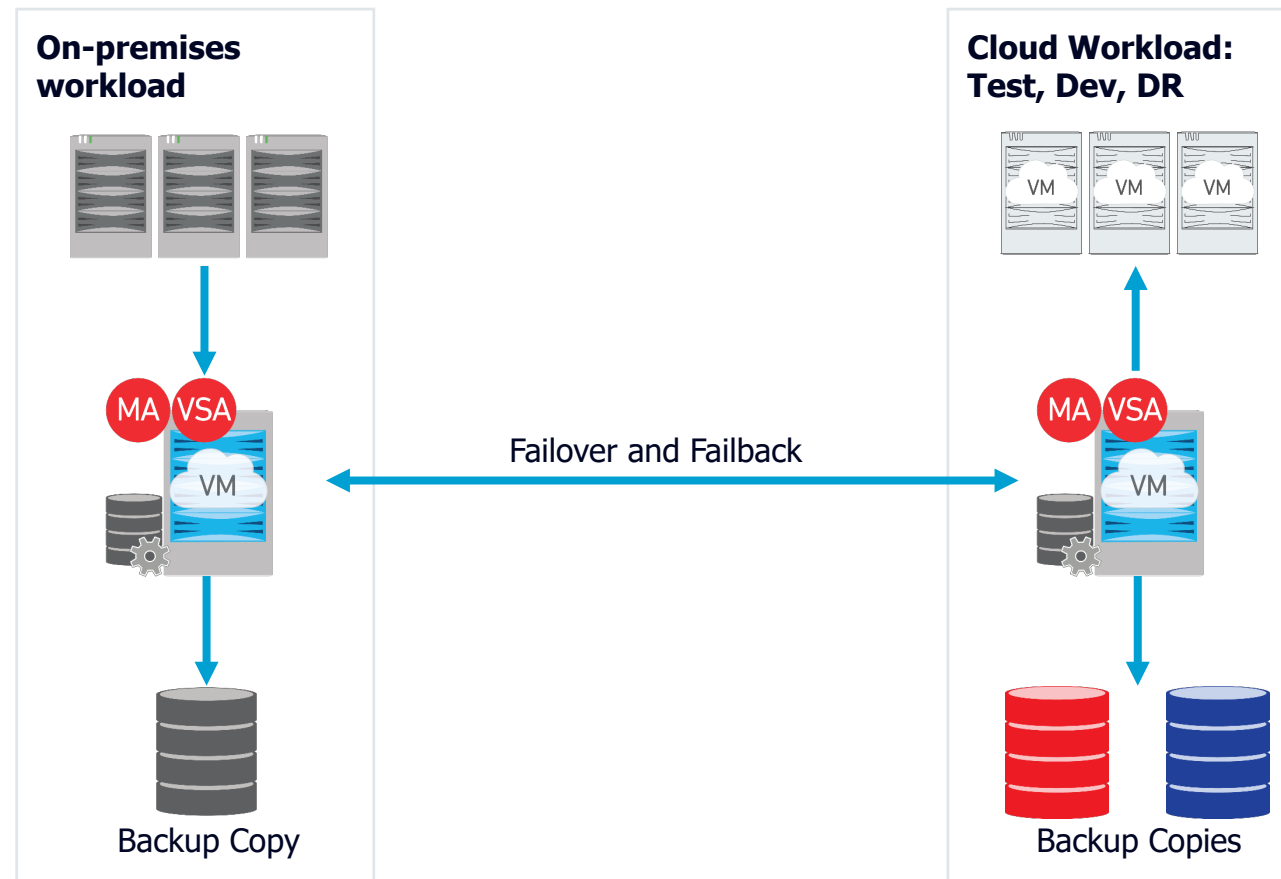 On-premises
workload
MA
VSA
VM
Backup Copy
Failover and Failback
Cloud Workload:
Test, Dev, DR
VM
VM
VM
MA
VSA
VM
Backup Copies